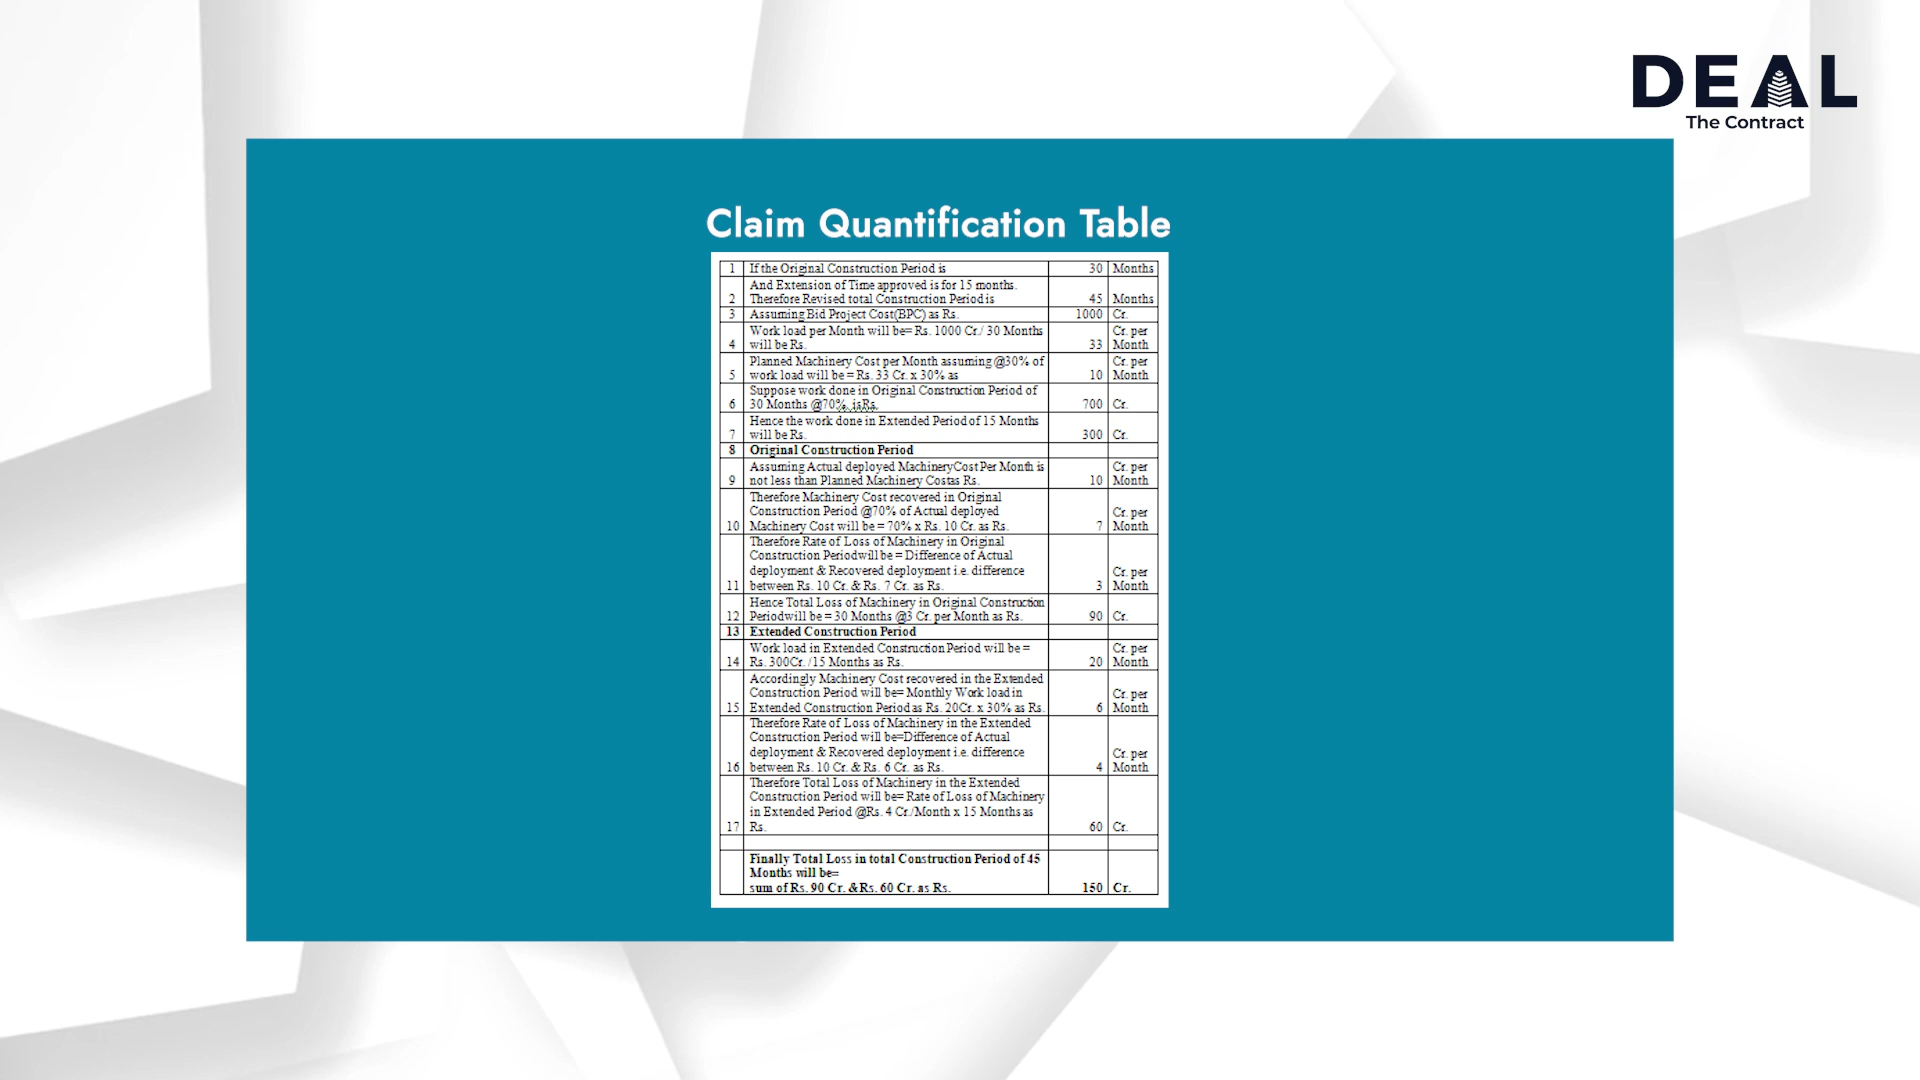 DEAL
The Contract
Claim Quantification Table
1 If the Original Construction Period is 30 Months
And Extension of Time approved is for 15 months.
2 Therefore Revised total Construction Period is 45 Months
3 Assuming Bid Project Cost(BPC) as Rs. 1000 Cr.
Work load per Month will be= Rs. 1000 Cr./ 30 Months Cr. per
4 will be Rs. 33 Month
Planned Machinery Cost per Month assuming @30% of Cr. per
5 work load will be = Rs. 33 Cr. x 30% as 10 Month
Suppose work done in Original Construction Period of
6 30 Months @70%, isRs. 700 Cr.
Hence the work done in Extended Period of 15 Months
7 will be Rs. 300 Cr.
8 Original Construction Period
Assuming Actual deployed MachineryCost Per Month is Cr. per
9 not less than Planned Machinery Costas Rs. 10 Month
Therefore Machinery Cost recovered in Original
Construction Period @70% of Actual deployed Cr. per
10 Machinery Cost will be = 70% x Rs. 10 Cr. as Rs. 7 Month
Therefore Rate of Loss of Machinery in Original
Construction Periodwill be = Difference of Actual
deployment & Recovered deployment i.e. difference Cr. per
11 between Rs. 10 Cr. & Rs. 7 Cr. as Rs. 3 Month
Hence Total Loss of Machinery in Original Construction
12 Periodwill be = 30 Months @3 Cr. per Month as Rs. 90 Cr.
13 Extended Construction Period
Work load in Extended Construction Period will be = Cr. per
14 Rs. 300Cr. /15 Months as Rs. 20 Month
Accordingly Machinery Cost recovered in the Extended
Construction Period will be= Monthly Work load in Cr. per
15 Extended Construction Period as Rs. 20Cr. x 30% as Rs. 6 Month
Therefore Rate of Loss of Machinery in the Extended
Construction Period will be=Difference of Actual
deployment & Recovered deployment i.e. difference Cr. per
16 between Rs. 10 Cr. & Rs. 6 Cr. as Rs. 4 Month
Therefore Total Loss of Machinery in the Extended
Construction Period will be= Rate of Loss of Machinery
in Extended Period @Rs. 4 Cr./Month x 15 Months as
17 Rs. 60 Cr.
Finally Total Loss in total Construction Period of 45
Months will be=
sum of Rs. 90 Cr. &Rs. 60 Cr. as Rs. 150 Cr.